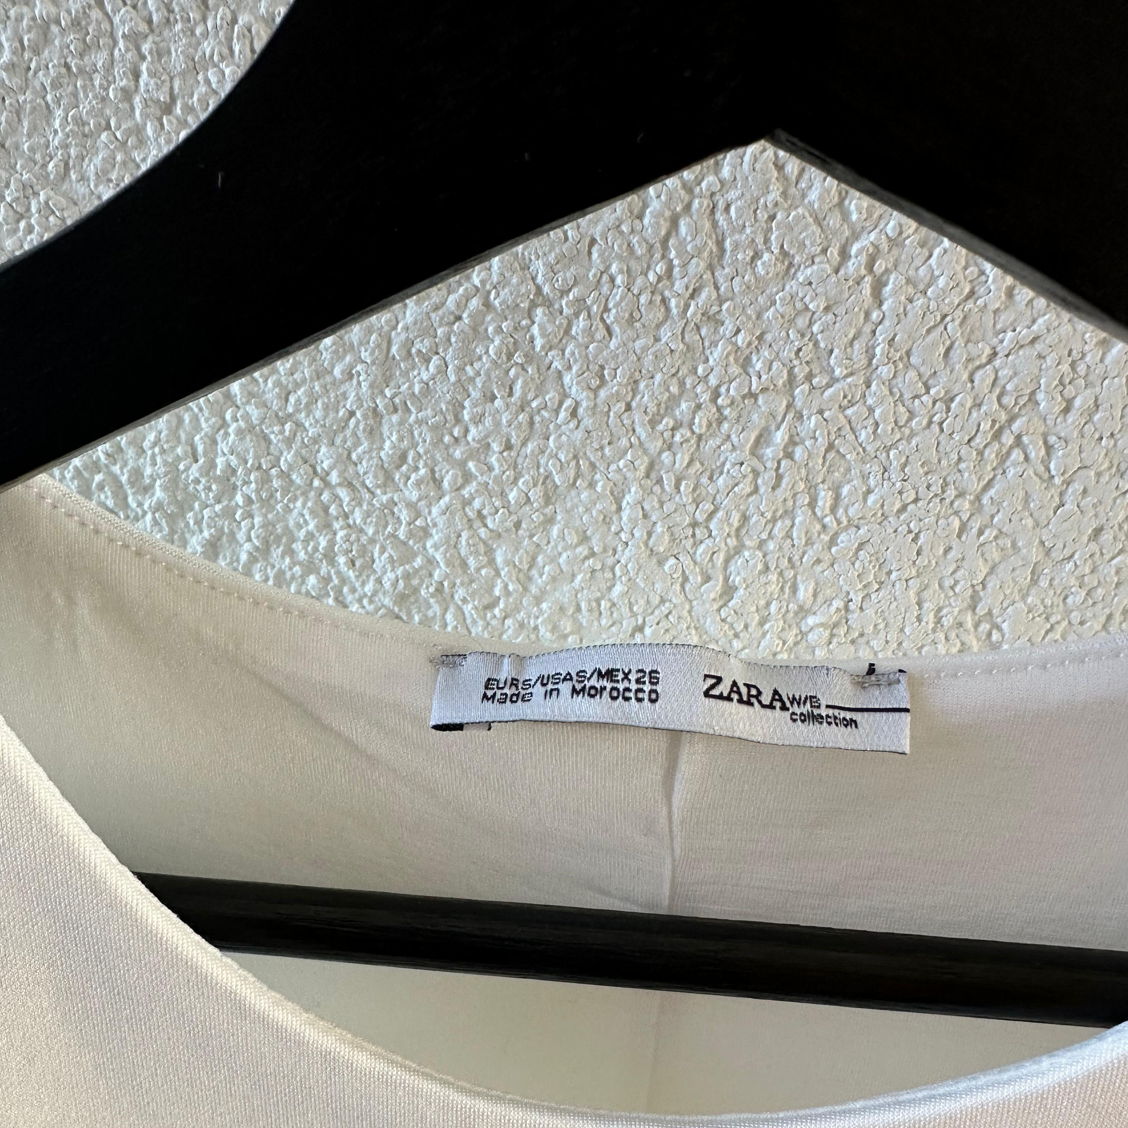 EUR S/USA S/MEX 26
Made in Morocco
ZARA W/B
collection